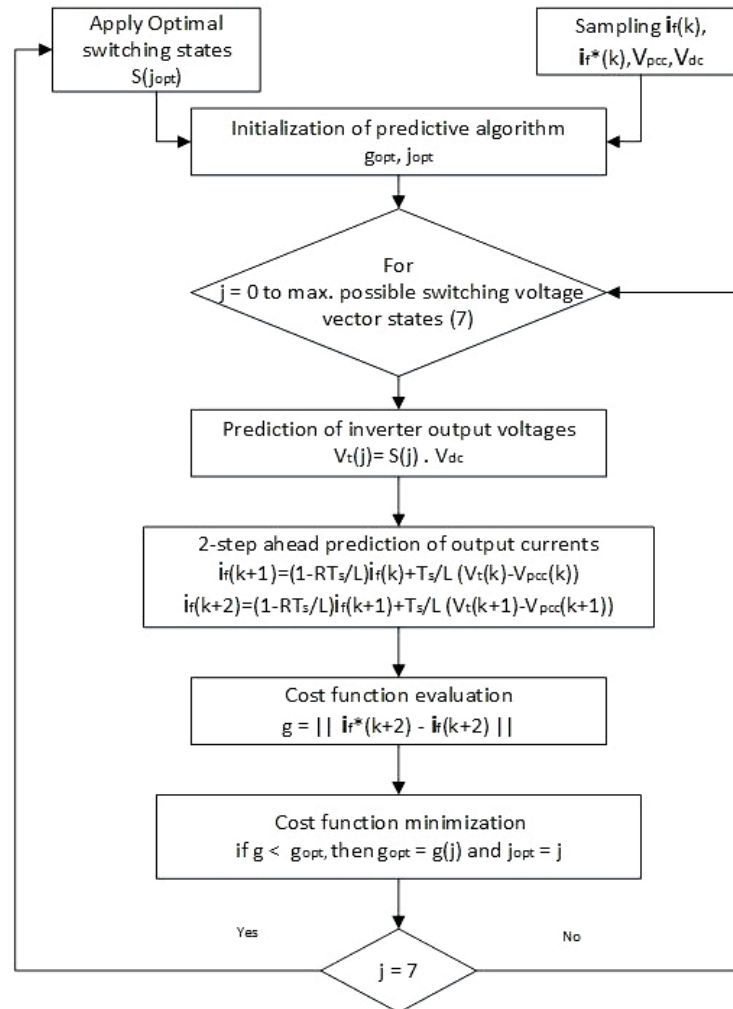 Apply Optimal
switching states
S(jopt)
Sampling if(k),
if*(k),Vpcc,Vdc
Initialization of predictive algorithm
gopt, jopt
For
j = 0 to max. possible switching voltage
vector states (7)
Prediction of inverter output voltages
Vt(j)= S(j) . Vdc
2-step ahead prediction of output currents
if(k+1)=(1-RTs/L)if(k)+Ts/L (Vt(k)-Vpcc(k))
if(k+2)=(1-RTs/L)if(k+1)+Ts/L (Vt(k+1)-Vpcc(k+1))
Cost function evaluation
g = || if*(k+2) - if(k+2) ||
Cost function minimization
if g < gopt, then gopt = g(j) and jopt = j
Yes
No
j = 7